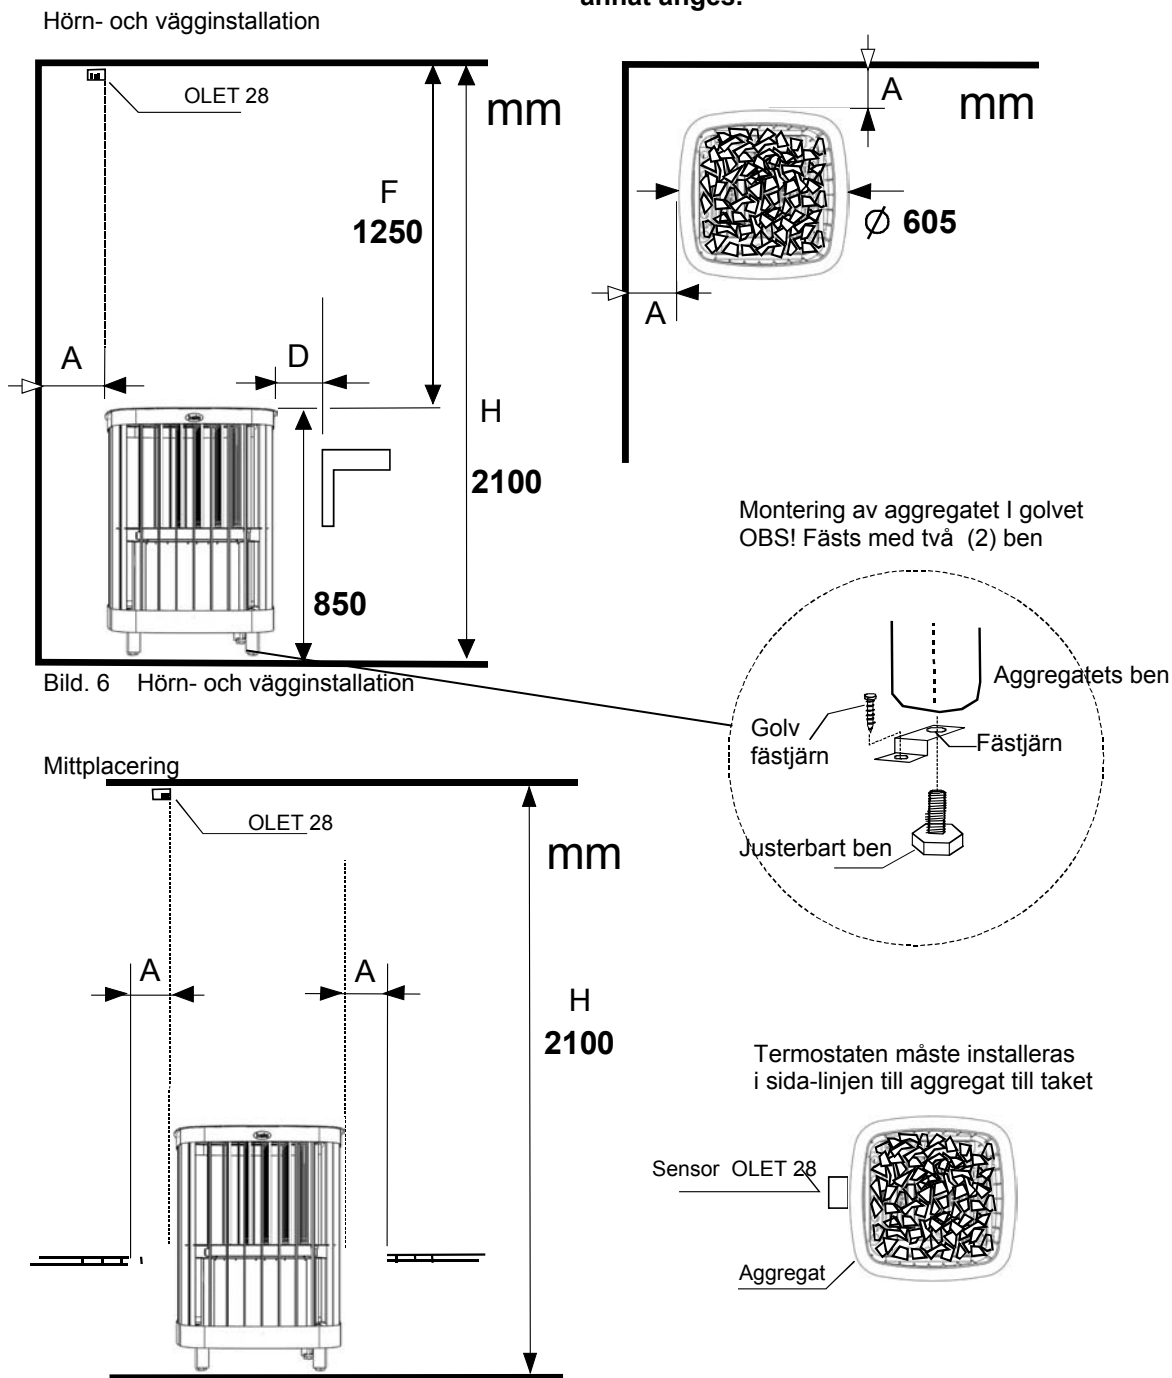 annat anges.
Hörn- och vägginstallation
OLET 28
mm
F
1250
A
D
H
2100
850
A
mm
Ø 605
A
Bild. 6 Hörn- och vägginstallation
Montering av aggregatet I golvet
OBS! Fästs med två (2) ben
Aggregatets ben
Golv
fästjärn
Fästjärn
Justerbart ben
Mittplacering
OLET 28
mm
A
A
H
2100
Termostaten måste installeras
i sida-linjen till aggregat till taket
Sensor OLET 28
Aggregat